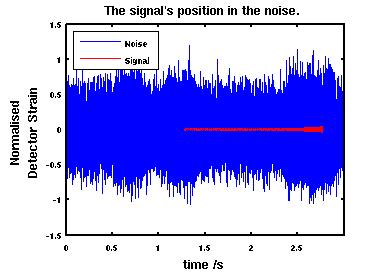 The signal's position in the noise.
Normalised
Detector Strain
1.5
1
0.5
0
-0.5
-1
-1.5
Noise
Signal
0
0.5
1
1.5
2
2.5
time /s